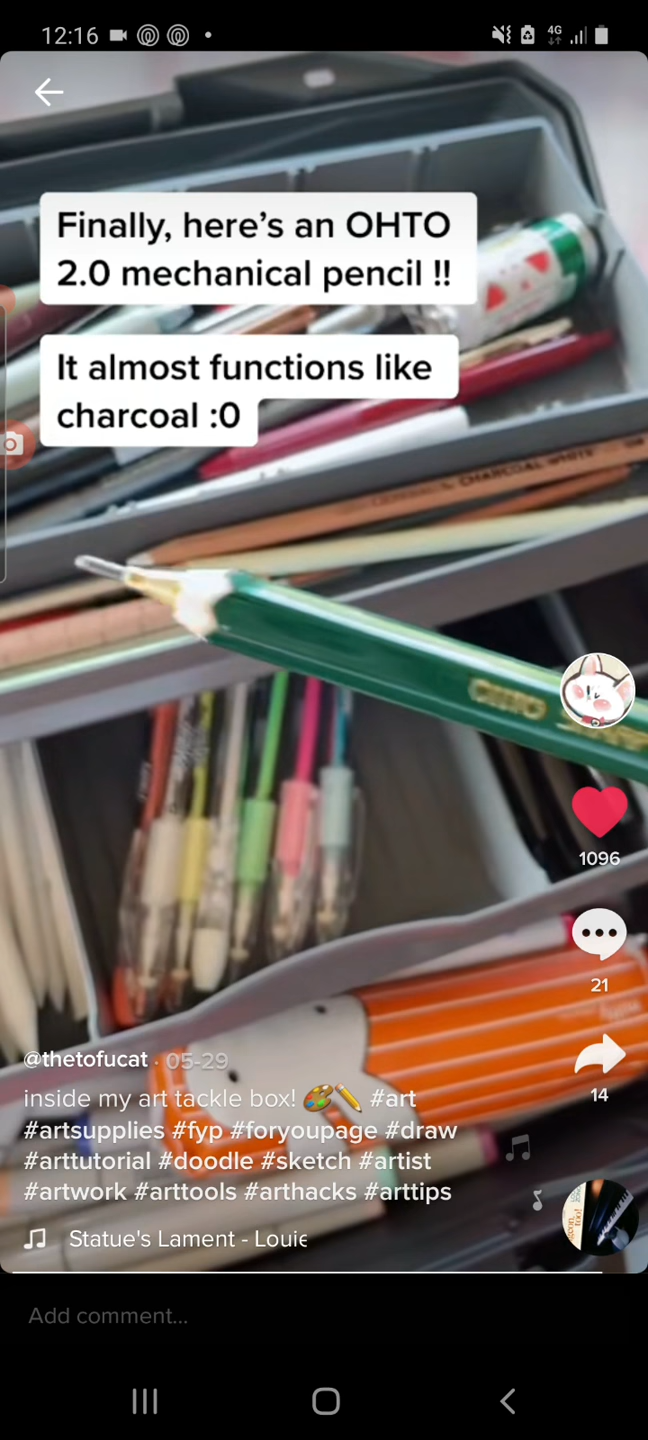 12:16
4G
Finally, here's an OHTO
2.0 mechanical pencil !!
It almost functions like
charcoal :0
CHARCOAL WHITE
OHTO
1096
21
14
@thetofucat · 05-29
inside my art tackle box! 🎨✏️ #art
#artsupplies #fyp #foryoupage #draw
#arttutorial #doodle #sketch #artist
#artwork #arttools #arthacks #arttips
Statue's Lament - Louie
Add comment...